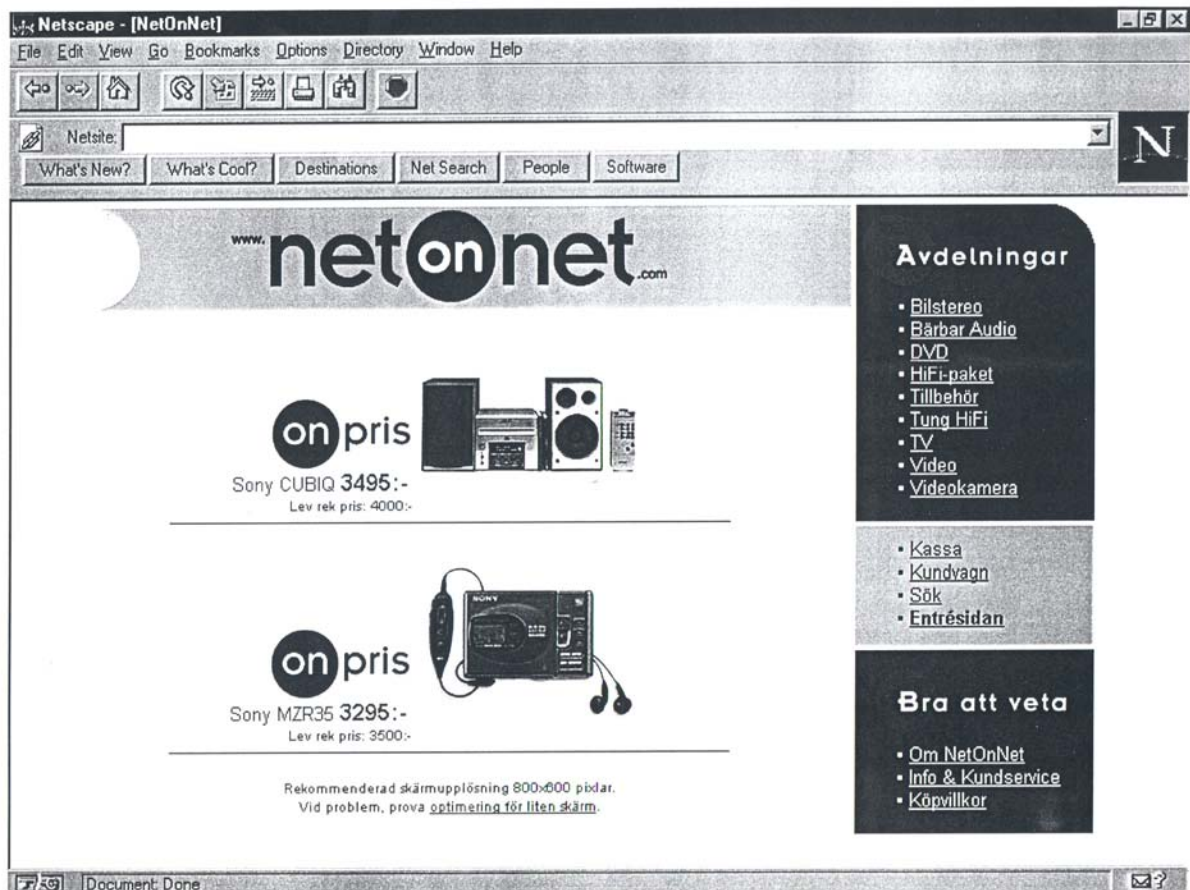 Netscape - [NetOnNet]
File Edit View Go Bookmarks Options Directory Window Help
Netsite:
N
What's New? What's Cool? Destinations Net Search People Software
www.netonnet.com
on pris
Sony CUBIQ 3495:-
Lev rek pris: 4000:-
SONY
on pris
Sony MZR35 3295:-
Lev rek pris: 3500:-
Rekommenderad skärmupplösning 800x600 pixlar.
Vid problem, prova optimering för liten skärm.
Avdelningar
Bilstereo
Bärbar Audio
DVD
HiFi-paket
Tillbehör
Tung HiFi
TV
Video
Videokamera
Kassa
Kundvagn
Sök
Entrésidan
Bra att veta
Om NetOnNet
Info & Kundservice
Köpvillkor
Document: Done